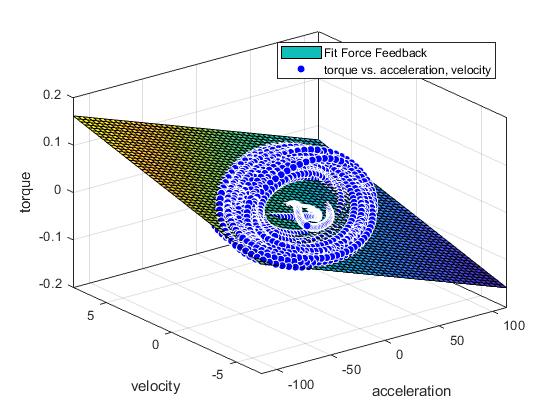 Fit Force Feedback
torque vs. acceleration, velocity
0.2
0.1
0
-0.1
-0.2
torque
5
0
-5
velocity
-100
-50
0
50
100
acceleration